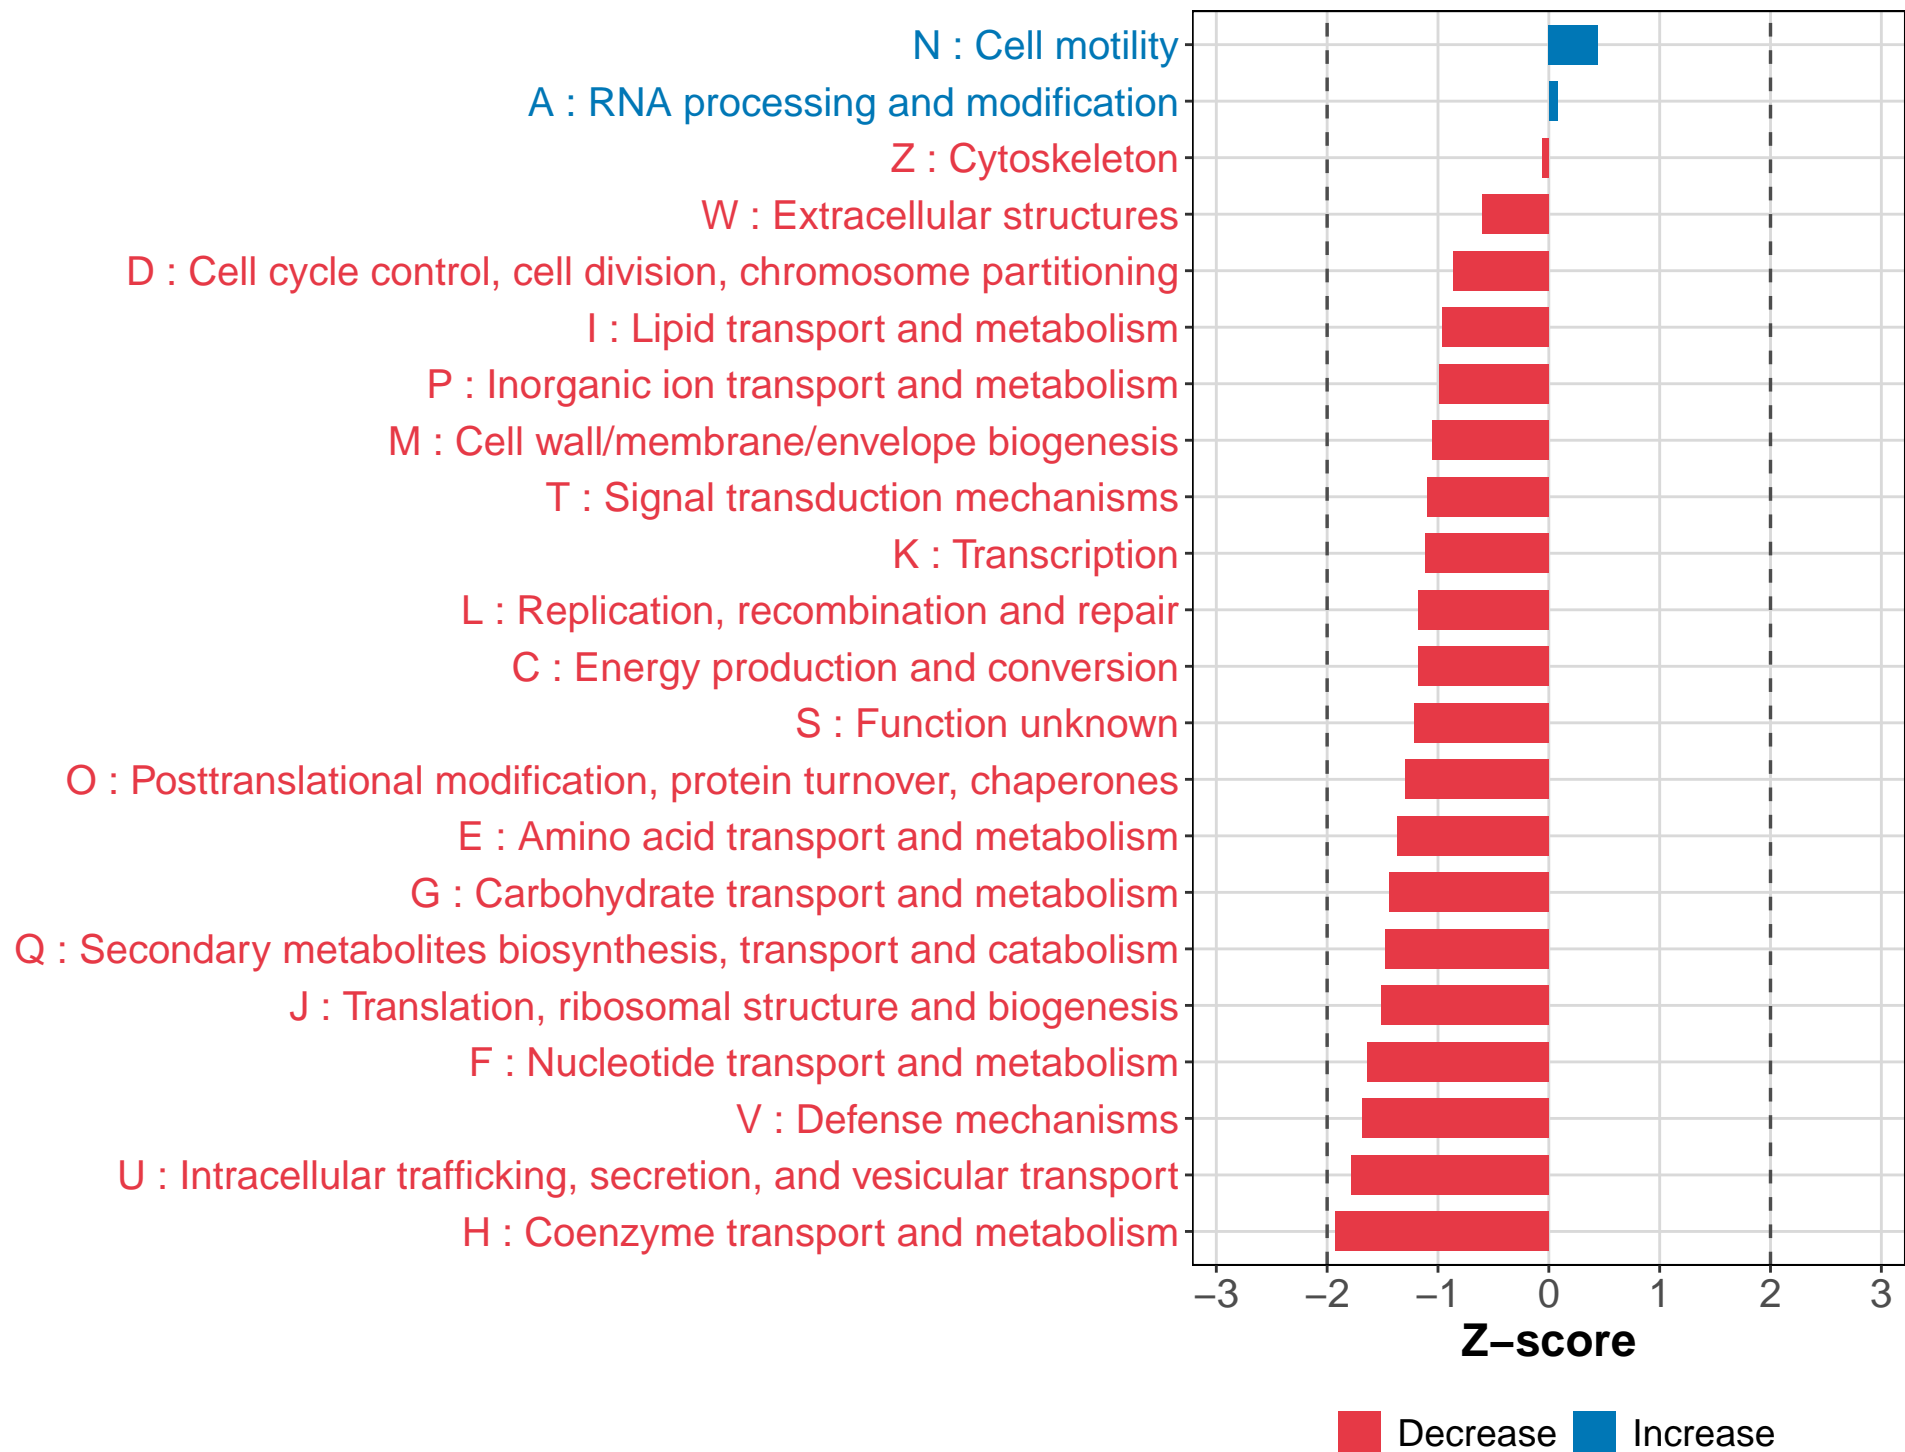 N : Cell motility
A : RNA processing and modification
Z : Cytoskeleton
W : Extracellular structures
D : Cell cycle control, cell division, chromosome partitioning
I : Lipid transport and metabolism
P : Inorganic ion transport and metabolism
M : Cell wall/membrane/envelope biogenesis
T : Signal transduction mechanisms
K : Transcription
L : Replication, recombination and repair
C : Energy production and conversion
S : Function unknown
O : Posttranslational modification, protein turnover, chaperones
E : Amino acid transport and metabolism
G : Carbohydrate transport and metabolism
Q : Secondary metabolites biosynthesis, transport and catabolism
J : Translation, ribosomal structure and biogenesis
F : Nucleotide transport and metabolism
V : Defense mechanisms
U : Intracellular trafficking, secretion, and vesicular transport
H : Coenzyme transport and metabolism
−3 −2 −1 0 1 2 3
Z−score
Decrease Increase